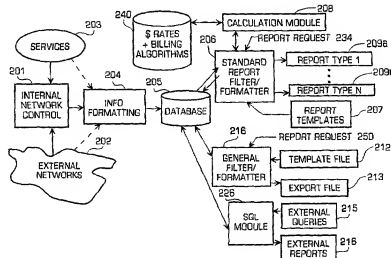 240
$ RATES
+ BILLING
ALGORITHMS
208
CALCULATION MODULE
203
SERVICES
206
REPORT REQUEST 234
STANDARD
REPORT FILTER/
FORMATTER
209a
REPORT TYPE 1
209n
REPORT TYPE N
REPORT
TEMPLATES
207
201
INTERNAL
NETWORK
CONTROL
204
INFO
FORMATTING
205
DATABASE
202
EXTERNAL
NETWORKS
216
REPORT REQUEST 250
GENERAL
FILTER/
FORMATTER
212
TEMPLATE FILE
213
EXPORT FILE
226
SQL
MODULE
215
EXTERNAL
QUERIES
216
EXTERNAL
REPORTS